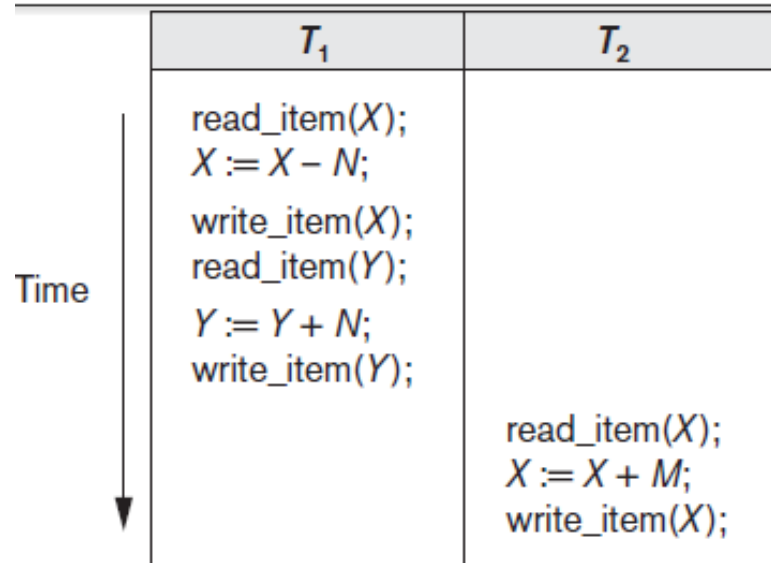 T₁ T₂
read_item(X);
X := X – N;
write_item(X);
read_item(Y);
Time
Y := Y + N;
write_item(Y);
read_item(X);
X := X + M;
write_item(X);